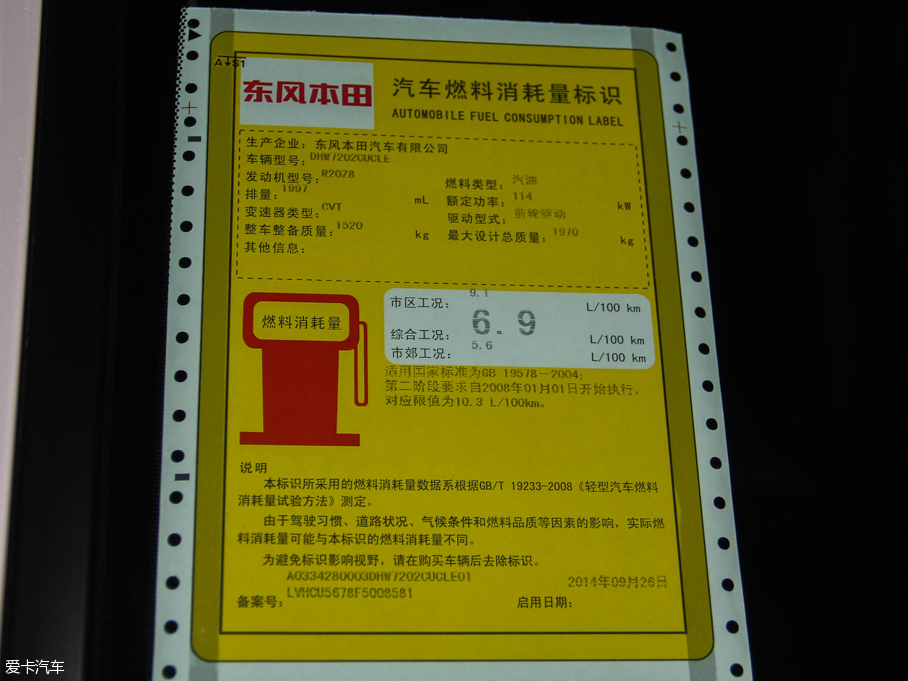 A↓S1
东风本田
汽车燃料消耗量标识
AUTOMOBILE FUEL CONSUMPTION LABEL
生产企业：东风本田汽车有限公司
车辆型号：DHW7202CUCLE
发动机型号：R20Z8
燃料类型：汽油
排量：1997 mL
额定功率：114 kW
变速器类型：CVT
驱动型式：前轮驱动
整车整备质量：1520 kg
最大设计总质量：1970 kg
其他信息：
燃料消耗量
市区工况：9.1 L/100 km
综合工况：6.9 L/100 km
市郊工况：5.6 L/100 km
适用国家标准为GB 19578－2004;
第二阶段要求自2008年01月01日开始执行，
对应限值为10.3 L/100km。
说明
本标识所采用的燃料消耗量数据系根据GB/T 19233-2008《轻型汽车燃料
消耗量试验方法》测定。
由于驾驶习惯、道路状况、气候条件和燃料品质等因素的影响，实际燃
料消耗量可能与本标识的燃料消耗量不同。
为避免标识影响视野，请在购买车辆后去除标识。
A0334280003DHW7202CUCLE01
备案号：LVHCU5678F5008581
启用日期：2014年09月26日
爱卡汽车